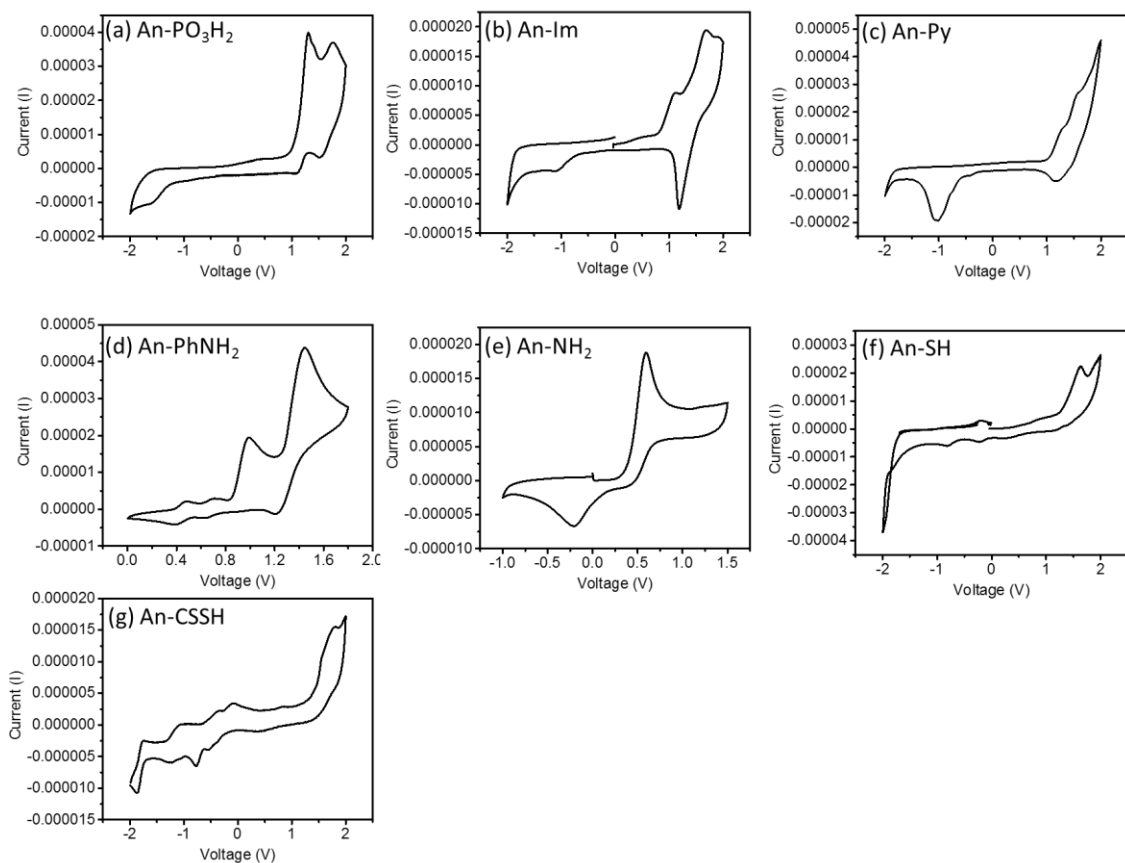 (a) An-PO3H2
0.00004
0.00003
0.00002
0.00001
0.00000
-0.00001
-0.00002
Current (I)
-2 -1 0 1 2
Voltage (V)
(b) An-Im
0.000020
0.000015
0.000010
0.000005
0.000000
-0.000005
-0.000010
-0.000015
Current (I)
-2 -1 0 1 2
Voltage (V)
(c) An-Py
0.00005
0.00004
0.00003
0.00002
0.00001
0.00000
-0.00001
-0.00002
Current (I)
-2 -1 0 1 2
Voltage (V)
(d) An-PhNH2
0.00005
0.00004
0.00003
0.00002
0.00001
0.00000
-0.00001
Current (I)
0.0 0.4 0.8 1.2 1.6 2.0
Voltage (V)
(e) An-NH2
0.000020
0.000015
0.000010
0.000005
0.000000
-0.000005
-0.000010
Current (I)
-1.0 -0.5 0.0 0.5 1.0 1.5
Voltage (V)
(f) An-SH
0.00003
0.00002
0.00001
0.00000
-0.00001
-0.00002
-0.00003
-0.00004
Current (I)
-2 -1 0 1 2
Voltage (V)
(g) An-CSSH
0.000020
0.000015
0.000010
0.000005
0.000000
-0.000005
-0.000010
-0.000015
Current (I)
-2 -1 0 1 2
Voltage (V)